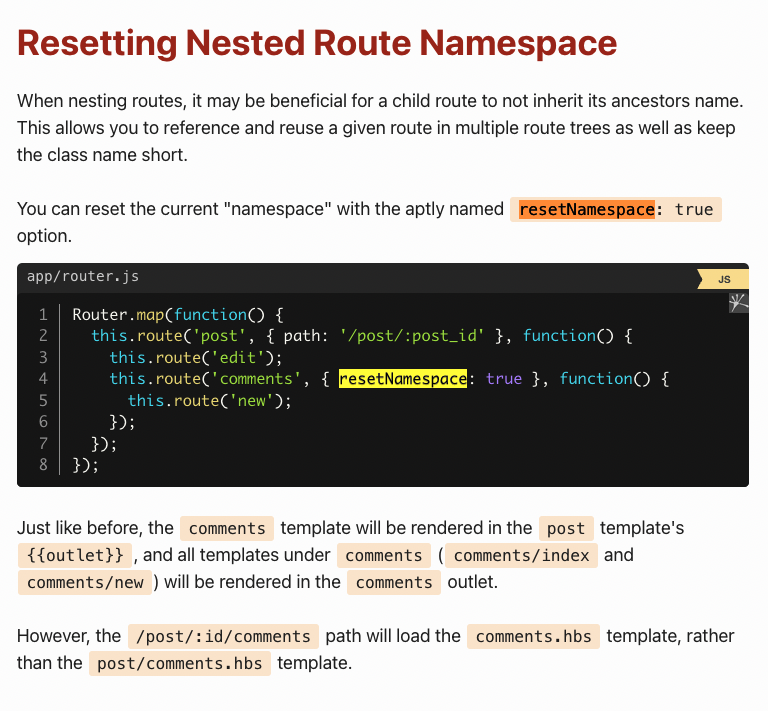 Resetting Nested Route Namespace
When nesting routes, it may be beneficial for a child route to not inherit its ancestors name.
This allows you to reference and reuse a given route in multiple route trees as well as keep
the class name short.
You can reset the current "namespace" with the aptly named resetNamespace: true
option.
app/router.js
JS
1 Router.map(function() {
2   this.route('post', { path: '/post/:post_id' }, function() {
3     this.route('edit');
4     this.route('comments', { resetNamespace: true }, function() {
5       this.route('new');
6     });
7   });
8 });
Just like before, the comments template will be rendered in the post template's
{{outlet}}, and all templates under comments (comments/index and
comments/new) will be rendered in the comments outlet.
However, the /post/:id/comments path will load the comments.hbs template, rather
than the post/comments.hbs template.